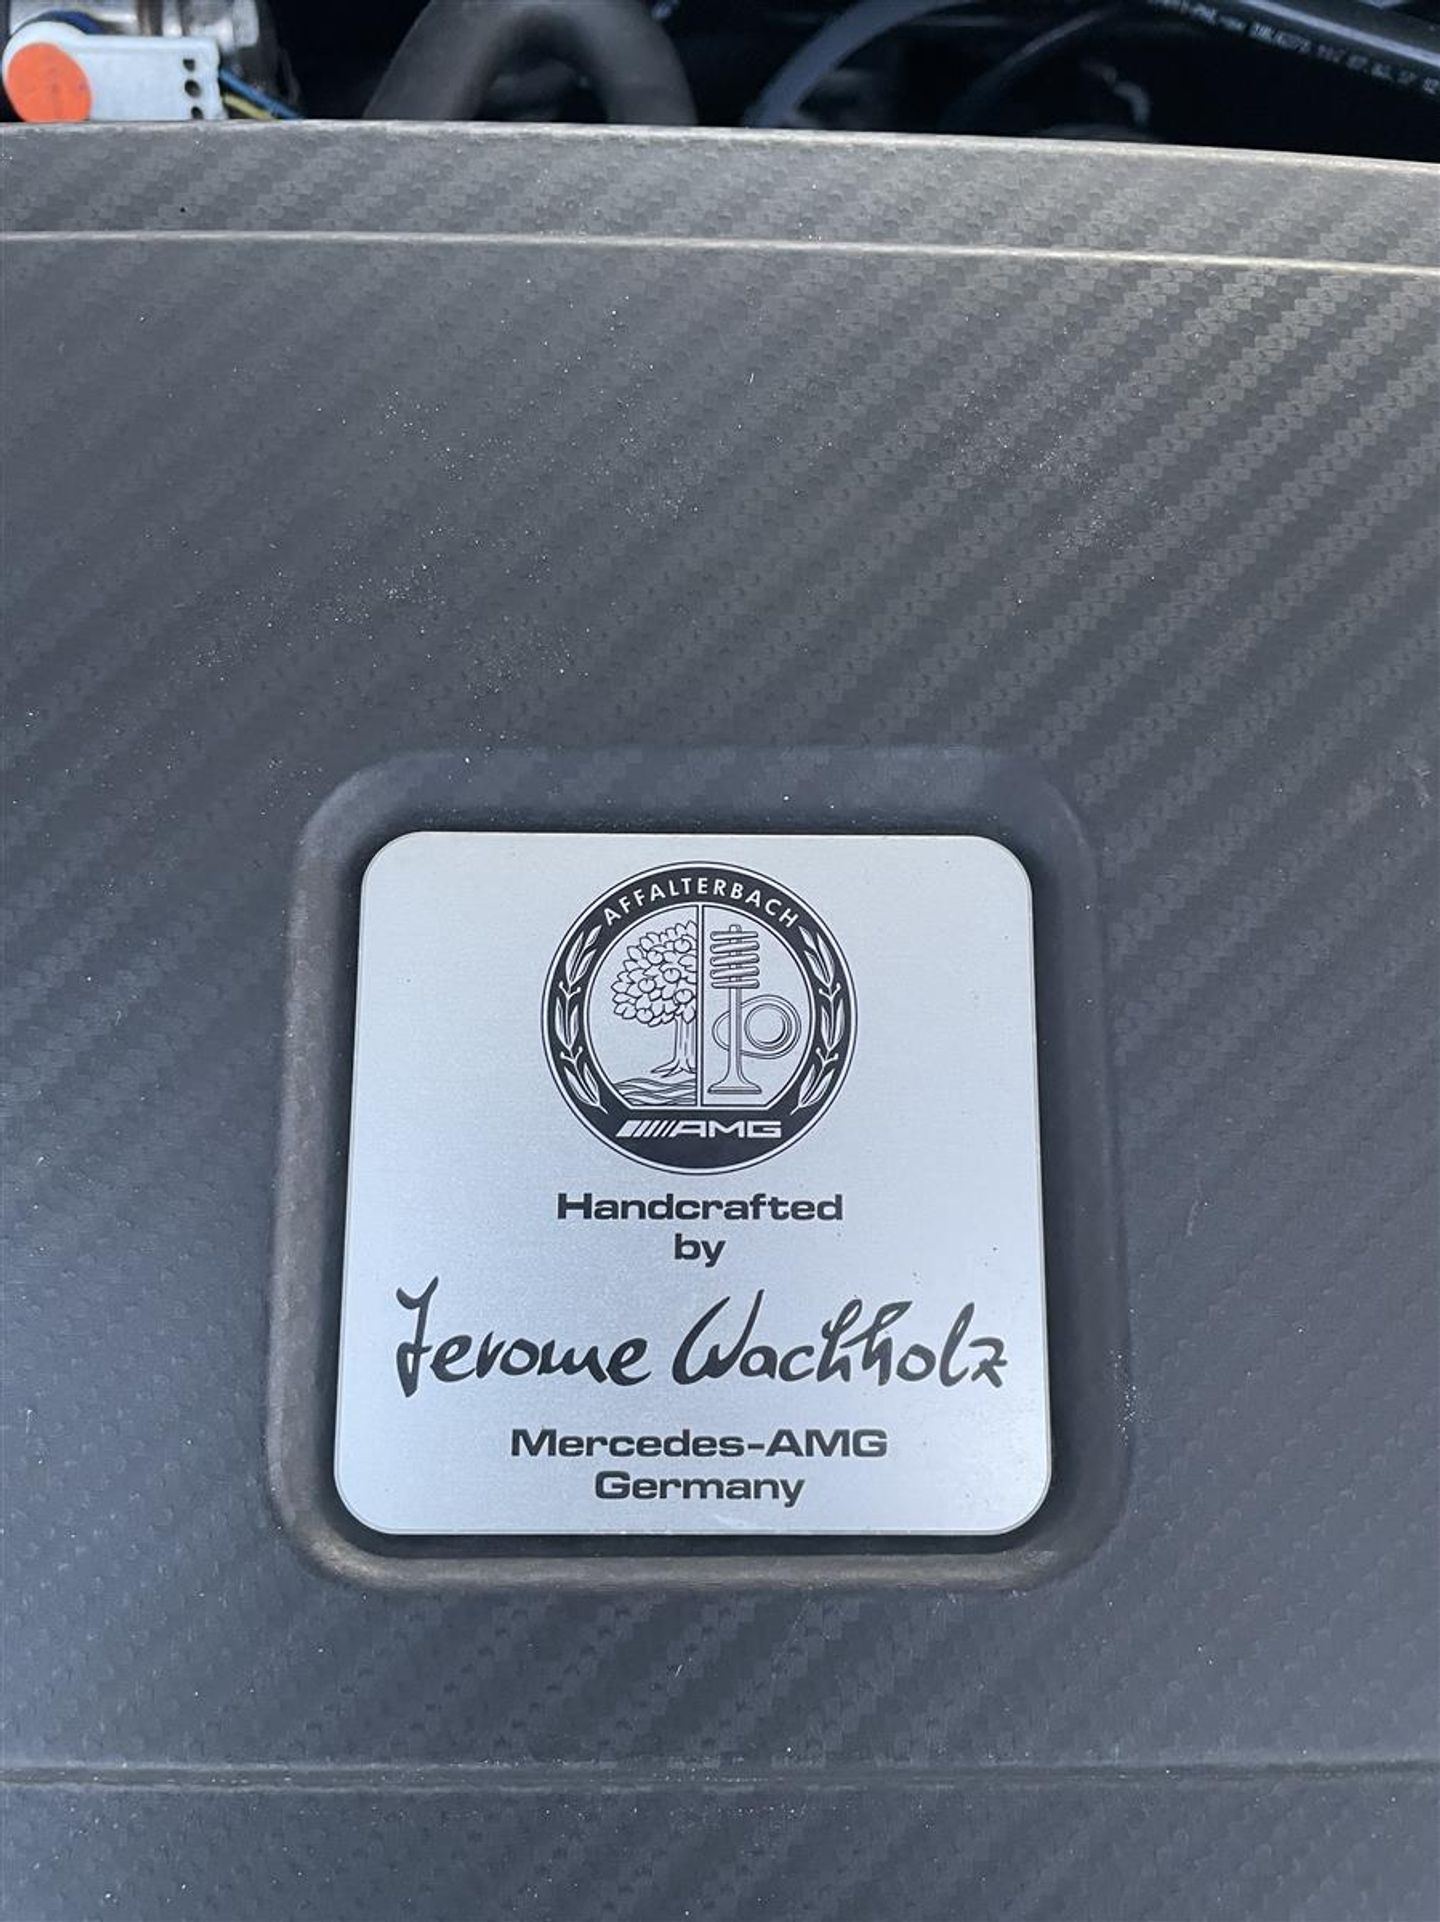 AFFALTERBACH
AMG
Handcrafted
by
Jerome Wachholz
Mercedes-AMG
Germany